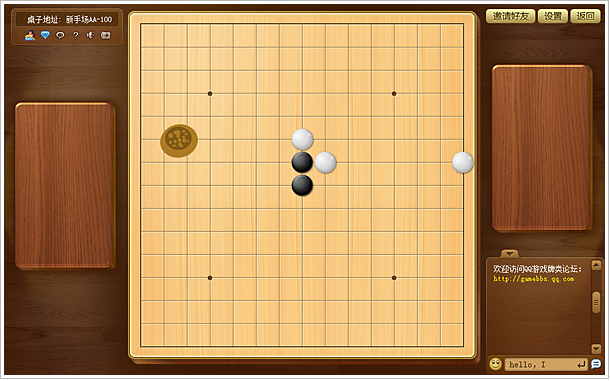 桌子地址: 新手场AA-100
邀请好友 设置 返回
欢迎访问QQ游戏牌类论坛:
http://gamebbs.qq.com
hello, I